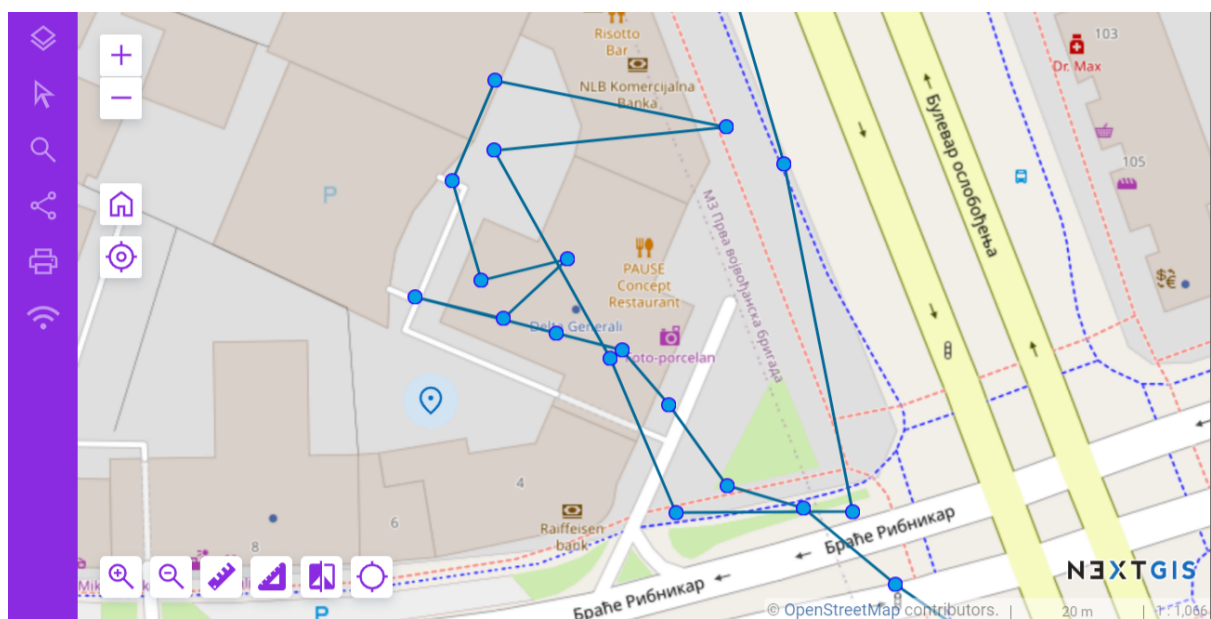 Risotto
Bar
NLB Komercijalna
Banka
103
Dr. Max
P
Булевар ослобођења
105
МЗ Прва војвођанска бригада
PAUSE
Concept
Restaurant
Delta Generali
Foto-porcelan
4
6
8
Raiffeisen
bank
Браће Рибникар
Браће Рибникар
P
NEXTGIS
© OpenStreetMap contributors. | 20 m | 1 : 1,066